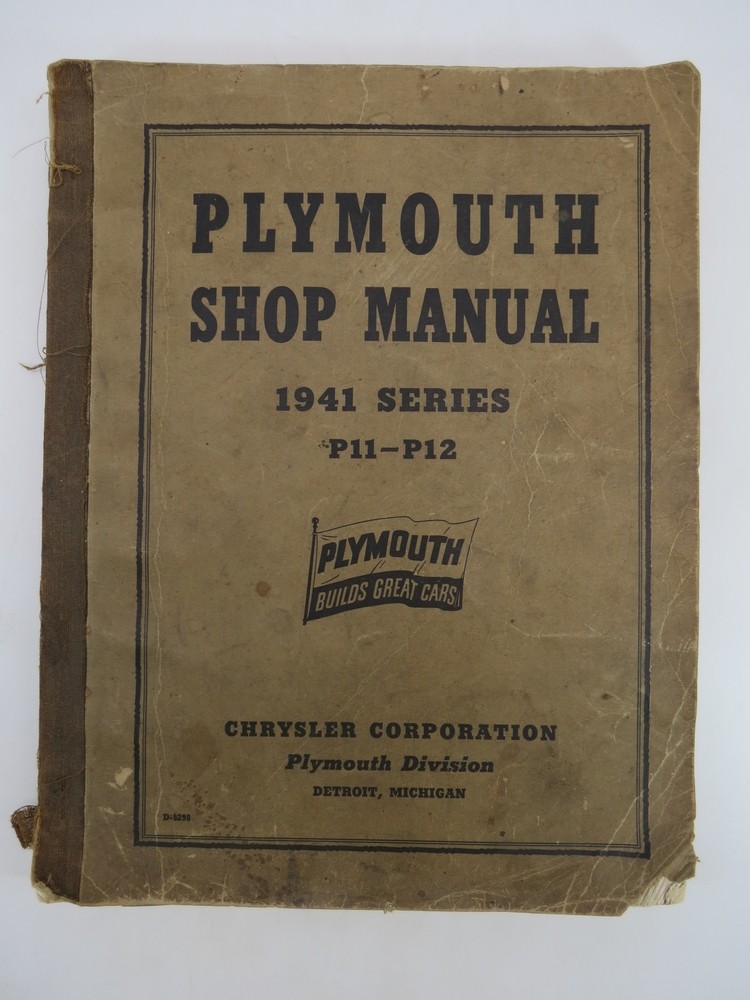 PLYMOUTH
SHOP MANUAL
1941 SERIES
P11–P12
PLYMOUTH
BUILDS GREAT CARS
CHRYSLER CORPORATION
Plymouth Division
DETROIT, MICHIGAN